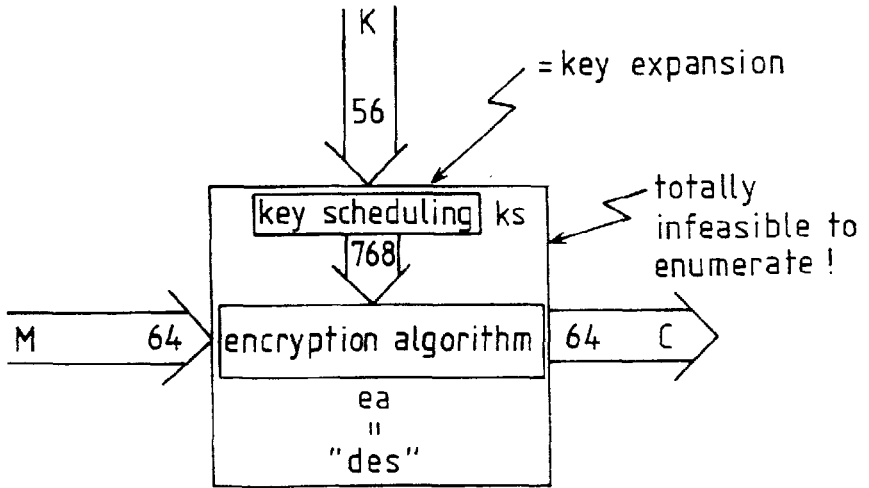 K
56
= key expansion
key scheduling ks
768
totally
infeasible to
enumerate !
M 64
encryption algorithm
64 C
ea
"
"des"